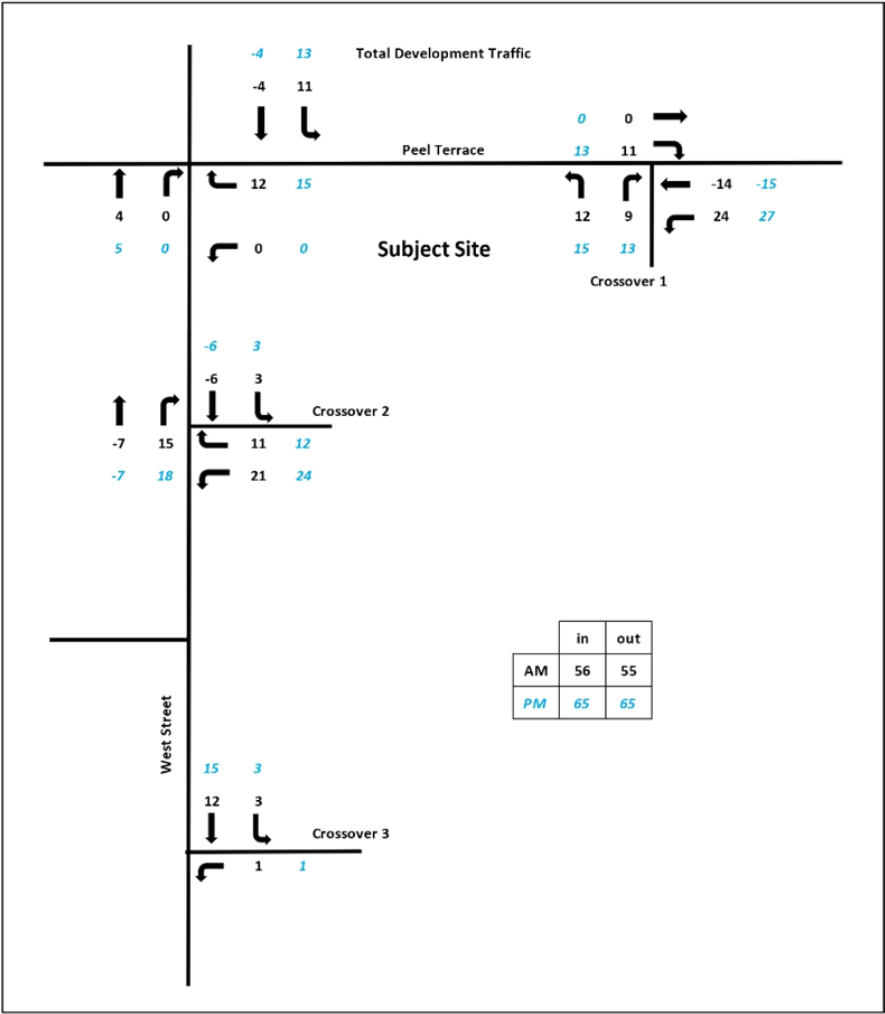 -4 13 Total Development Traffic
-4 11
0 0
Peel Terrace 13 11
12 15
-14 -15
4 0
12 9 24 27
5 0 0 0 Subject Site 15 13
Crossover 1
-6 3
-6 3
Crossover 2
-7 15 11 12
-7 18 21 24
in out
AM 56 55
PM 65 65
West Street
15 3
12 3
Crossover 3
1 1